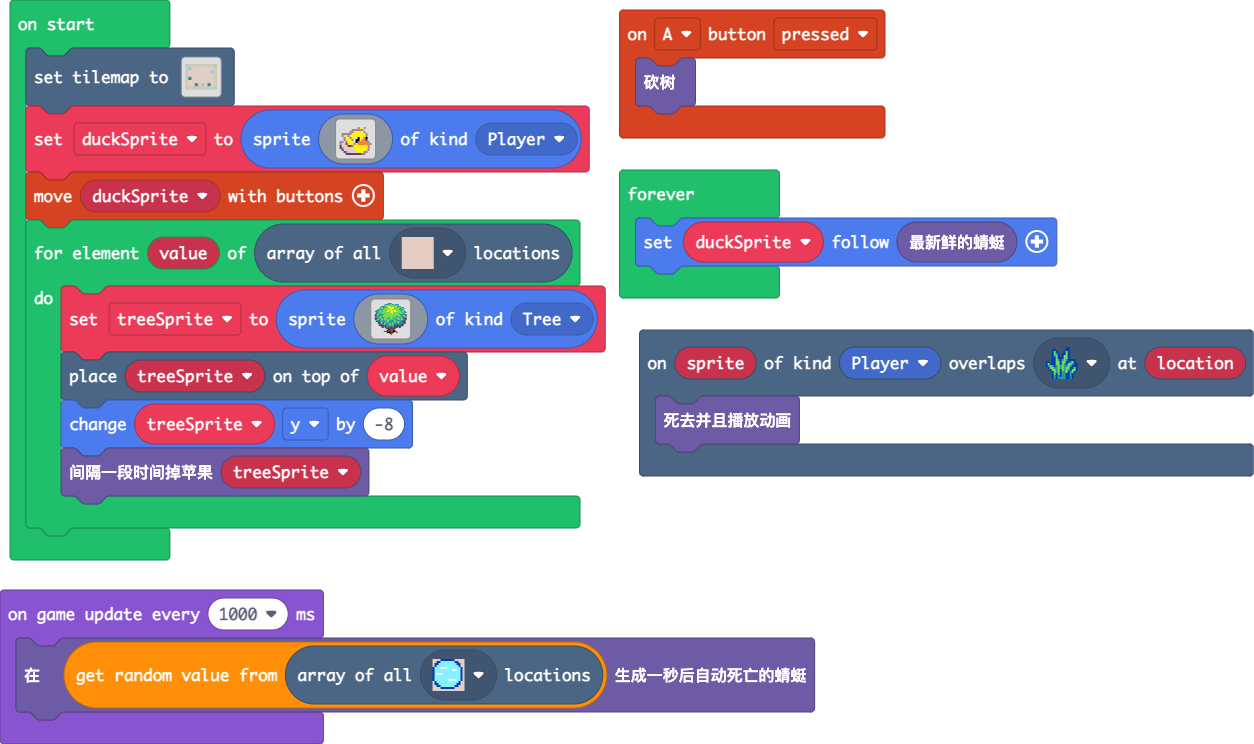 on start
set tilemap to
set duckSprite to sprite of kind Player
move duckSprite with buttons
for element value of array of all locations
do
set treeSprite to sprite of kind Tree
place treeSprite on top of value
change treeSprite y by -8
间隔一段时间掉苹果 treeSprite
on A button pressed
砍树
forever
set duckSprite follow 最新鲜的蜻蜓
on sprite of kind Player overlaps at location
死去并且播放动画
on game update every 1000 ms
在 get random value from array of all locations 生成一秒后自动死亡的蜻蜓